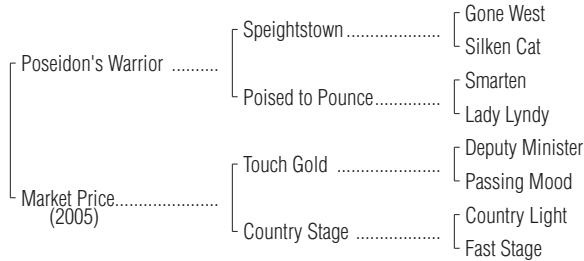 Gone West
Speightstown ...................
Silken Cat
Poseidon's Warrior ..........
Smarten
Poised to Pounce.............
Lady Lyndy
Deputy Minister
Touch Gold .....................
Passing Mood
Market Price.....................
(2005)
Country Light
Country Stage .................
Fast Stage